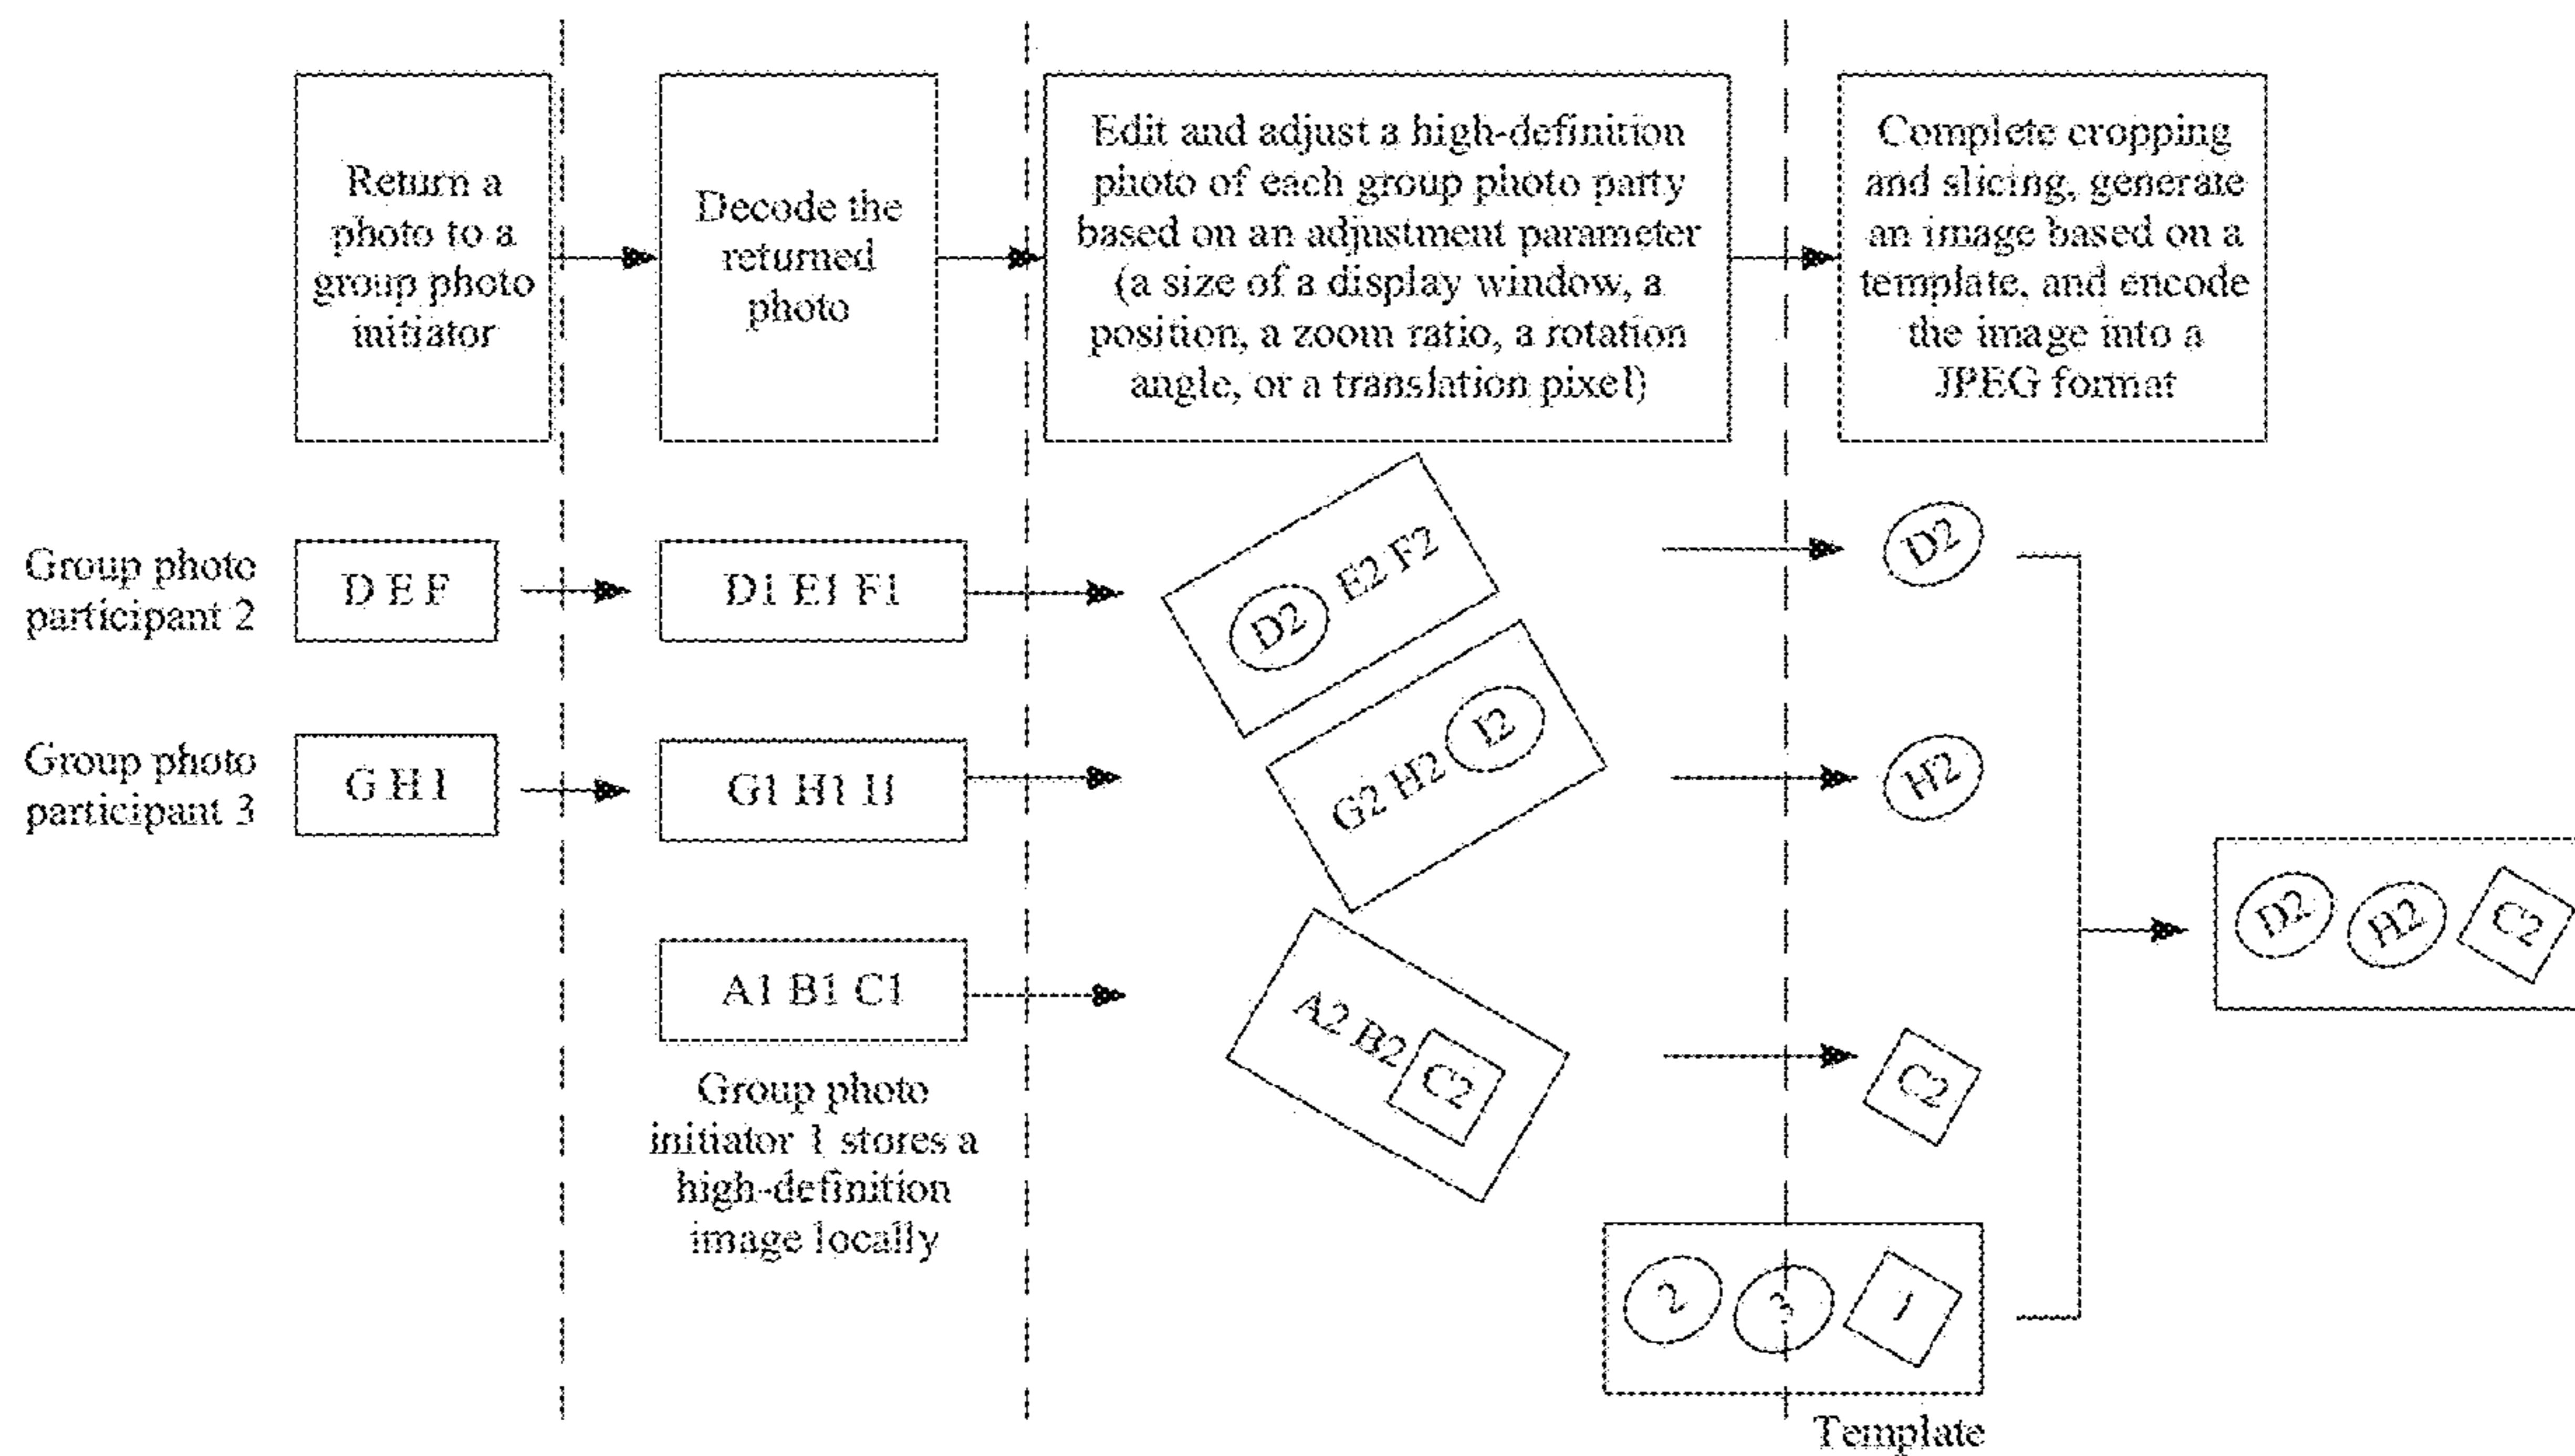 Return a
photo to a
group photo
initiator
Decode the
returned
photo
Edit and adjust a high-definition
photo of each group photo party
based on an adjustment parameter
(a size of a display window, a
position, a zoom ratio, a rotation
angle, or a translation pixel)
Complete cropping
and slicing, generate
an image based on a
template, and encode
the image into a
JPEG format
Group photo
participant 2
D E F
D1 E1 F1
D2 E2 F2
D2
Group photo
participant 3
G H I
G1 H1 I1
G2 H2 I2
H2
A1 B1 C1
A2 B2 C2
C2
D2 H2 C2
Group photo
initiator 1 stores a
high-definition
image locally
2 3 1
Template